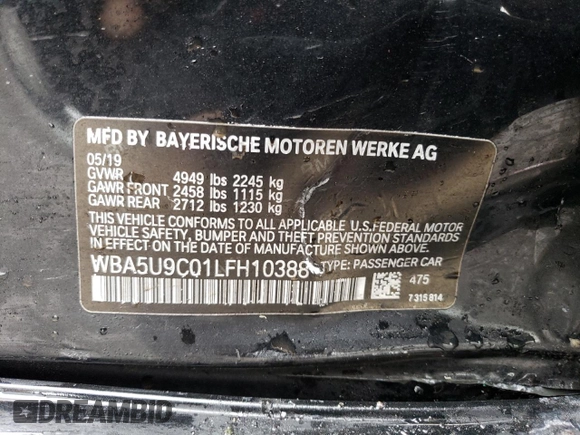 MFD BY BAYERISCHE MOTOREN WERKE AG
05/19
GVWR 4949 lbs 2245 kg
GAWR FRONT 2458 lbs 1115 kg
GAWR REAR 2712 lbs 1230 kg
THIS VEHICLE CONFORMS TO ALL APPLICABLE U.S.FEDERAL MOTOR
VEHICLE SAFETY, BUMPER AND THEFT PREVENTION STANDARDS
IN EFFECT ON THE DATE OF MANUFACTURE SHOWN ABOVE.
WBA5U9C01LFH10388 TYPE: PASSENGER CAR
475
7 315 814
DREAMBID